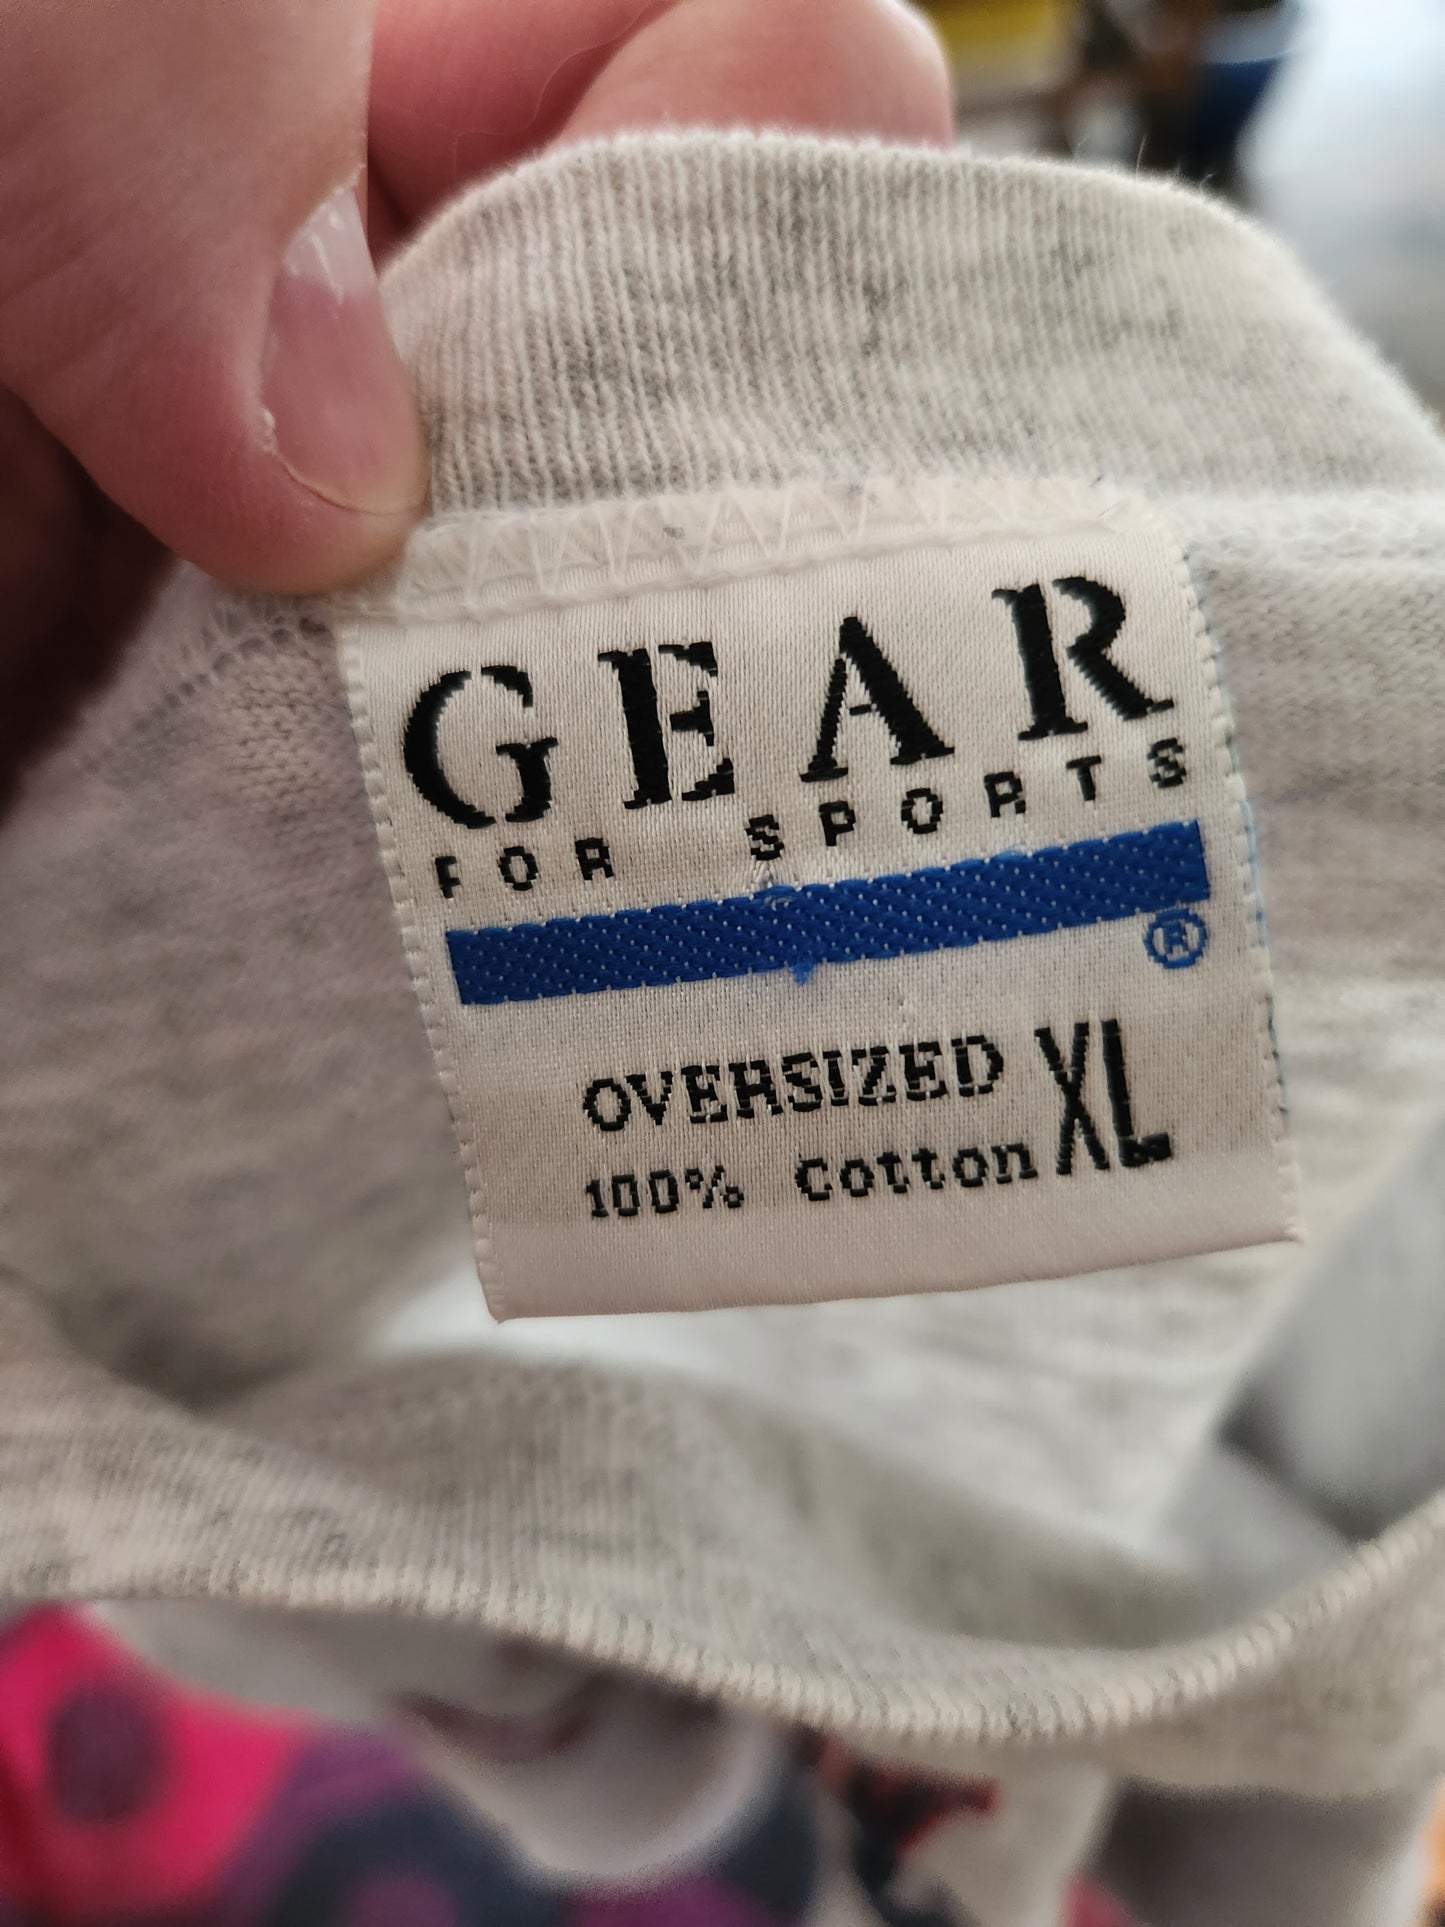 GEAR
FOR SPORTS
®
OVERSIZED XL
100% Cotton